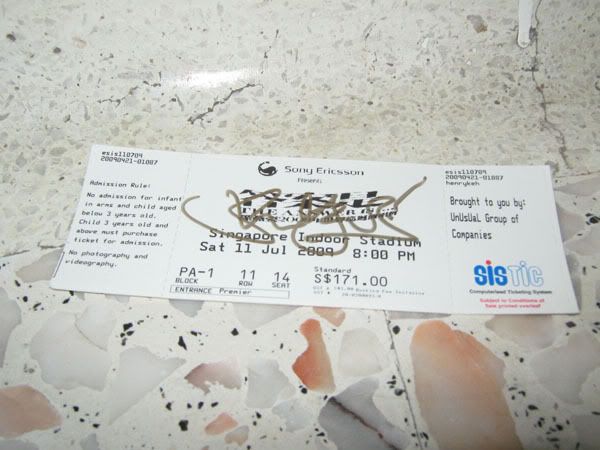 esis110709
20090421-01087
Admission Rule:
No admission for infant
in arms and child aged
below 3 years old.
Child 3 years old and
above must purchase
ticket for admission.
No photography and
videography.
Sony Ericsson
Presents
THE ANSWER
Singapore Indoor Stadium
Sat 11 Jul 2009 8:00 PM
PA-1 11 14
BLOCK ROW SEAT
ENTRANCE Premier
Standard
S$171.00
esis110709
20090421-01087
henrykeh
Brought to you by:
UnUsUaL Group of
Companies
SISTIC
Computerised Ticketing System
Subject to Conditions of
Sale printed overleaf